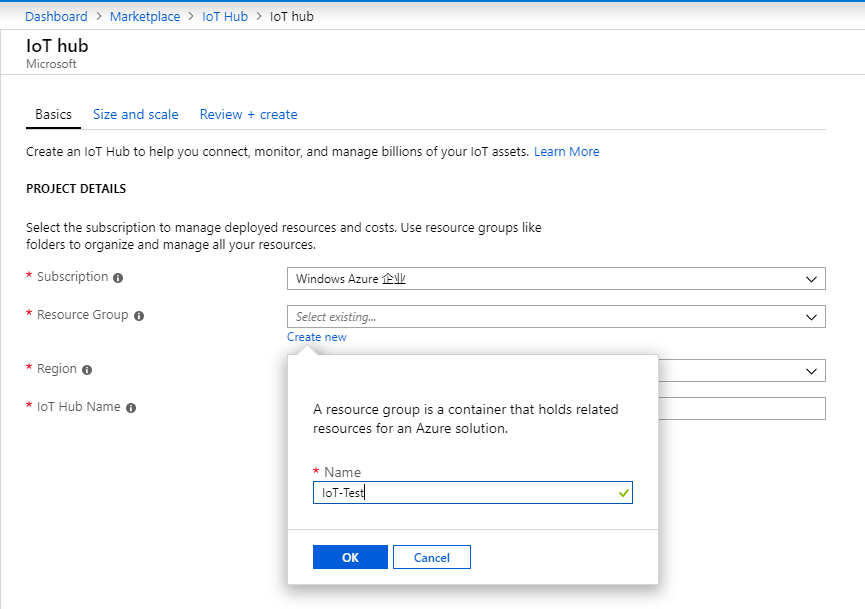 Dashboard > Marketplace > IoT Hub > IoT hub
IoT hub
Microsoft
Basics Size and scale Review + create
Create an IoT Hub to help you connect, monitor, and manage billions of your IoT assets. Learn More
PROJECT DETAILS
Select the subscription to manage deployed resources and costs. Use resource groups like
folders to organize and manage all your resources.
* Subscription
Windows Azure 企业
* Resource Group
Select existing...
Create new
* Region
* IoT Hub Name
A resource group is a container that holds related
resources for an Azure solution.
* Name
IoT-Test
OK Cancel